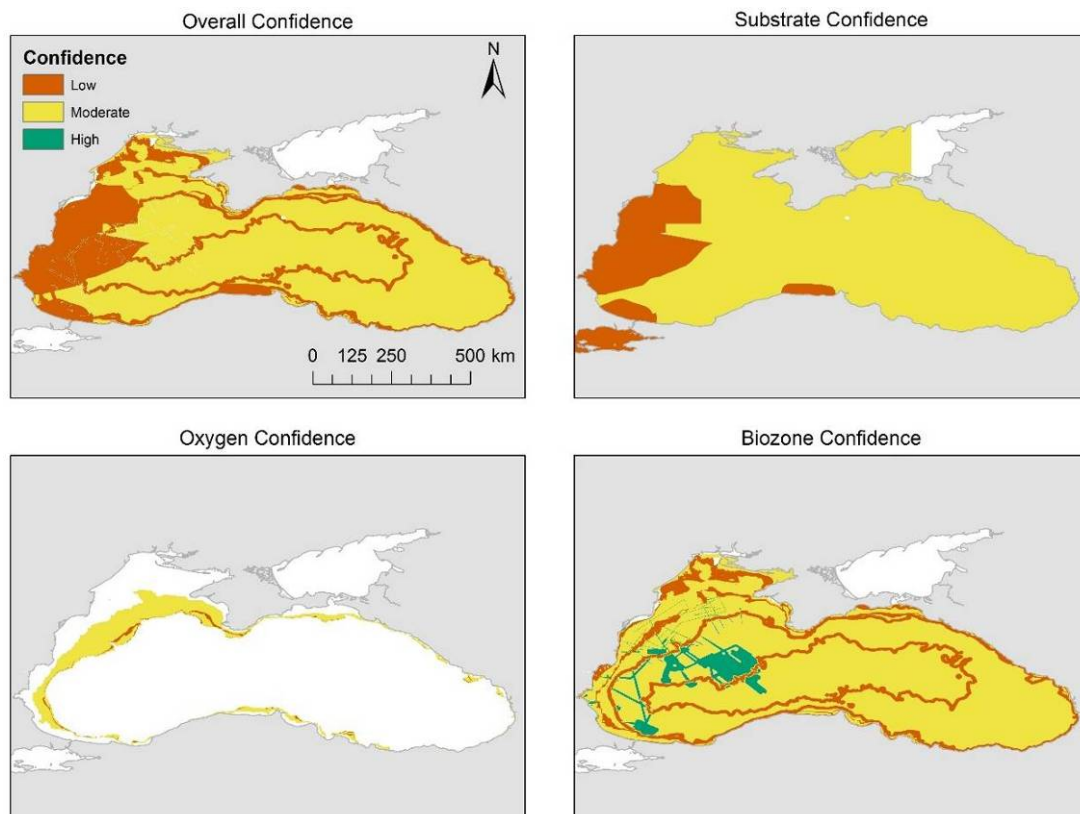 Overall Confidence
Substrate Confidence
Confidence
Low
Moderate
High
N
0 125 250 500 km
Oxygen Confidence
Biozone Confidence